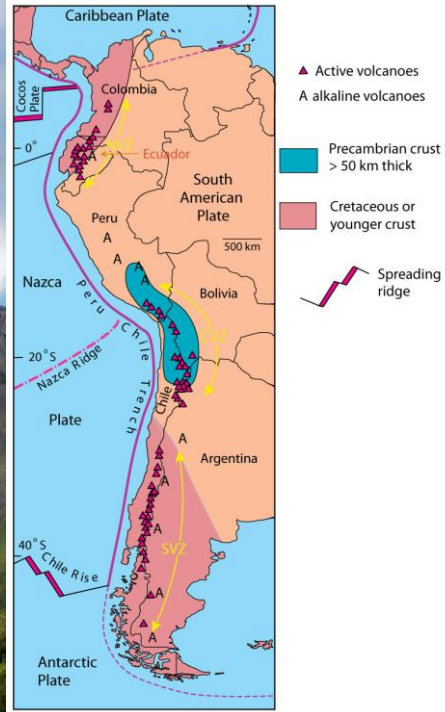 Caribbean Plate
Cocos
Plate
Colombia
0°
NVZ
A
Ecuador
South
American
Plate
Peru
A
500 km
A
A
A
Nazca
Bolivia
CVZ
Peru Chile Trench
20°S
Nazca Ridge
Chile
Plate
A
Argentina
A
A
A
SVZ
40°S
Chile Rise
A
A
Antarctic
Plate
Active volcanoes
A alkaline volcanoes
Precambrian crust
> 50 km thick
Cretaceous or
younger crust
Spreading
ridge